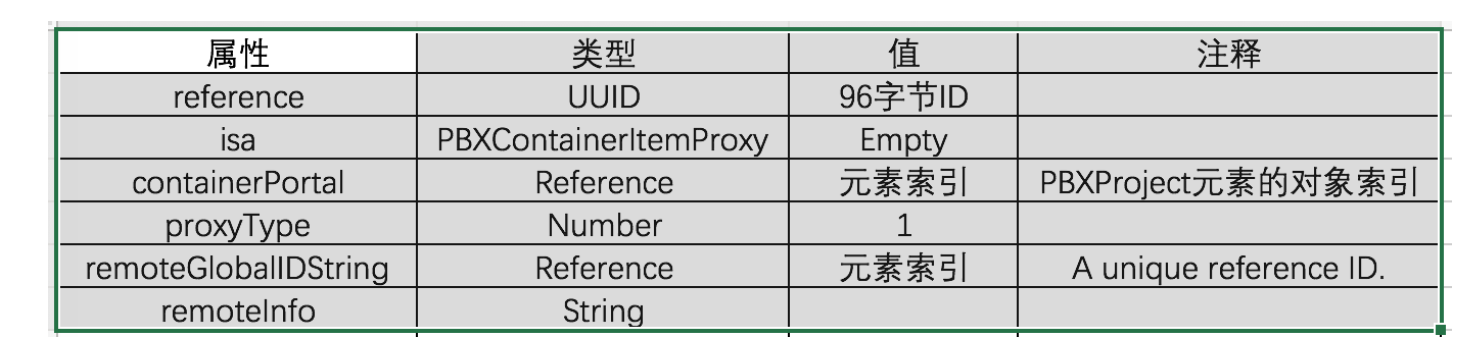 属性 类型 值 注释
reference UUID 96字节ID
isa PBXContainerItemProxy Empty
containerPortal Reference 元素索引 PBXProject元素的对象索引
proxyType Number 1
remoteGlobalIDString Reference 元素索引 A unique reference ID.
remoteInfo String